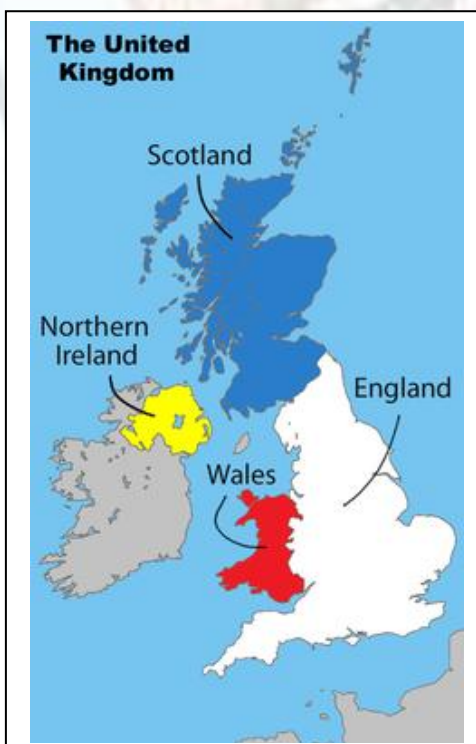 The United
Kingdom
Scotland
Northern
Ireland
England
Wales